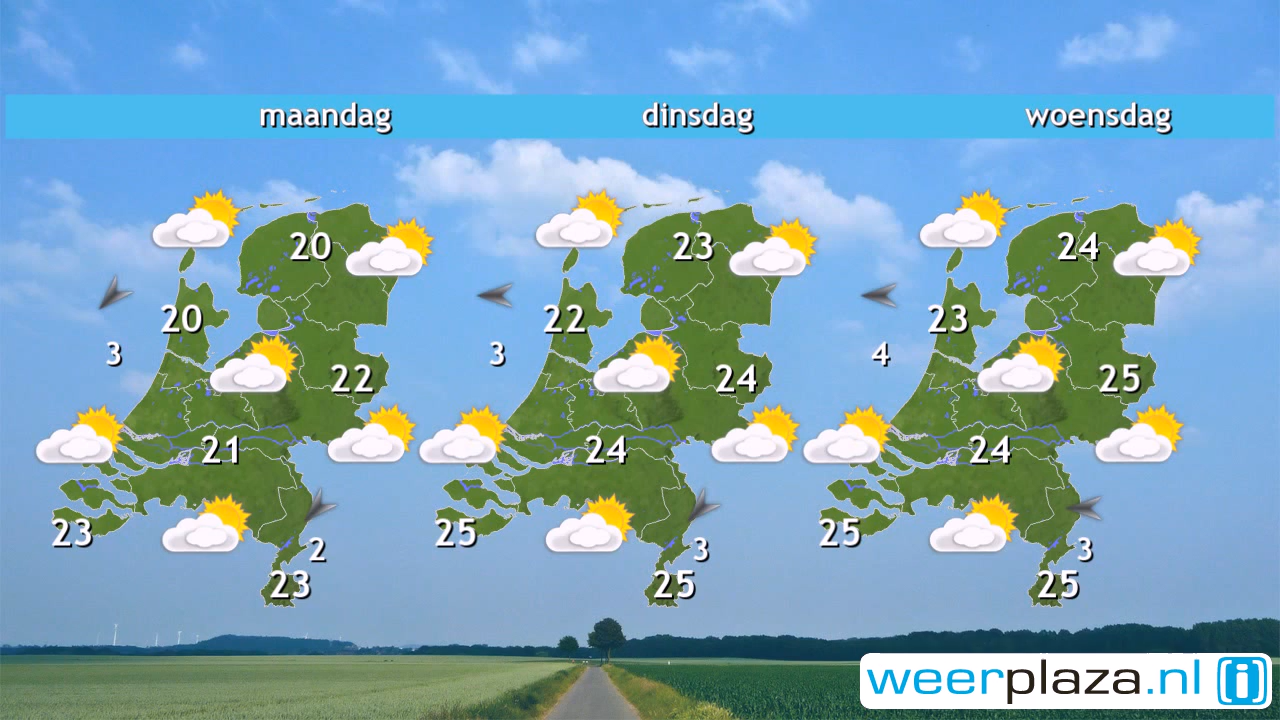 maandag dinsdag woensdag
20 23 24
20 22 23
3 3 4
22 24 25
21 24 24
23 25 25
2 3 3
23 25 25
weerplaza.nl (i)